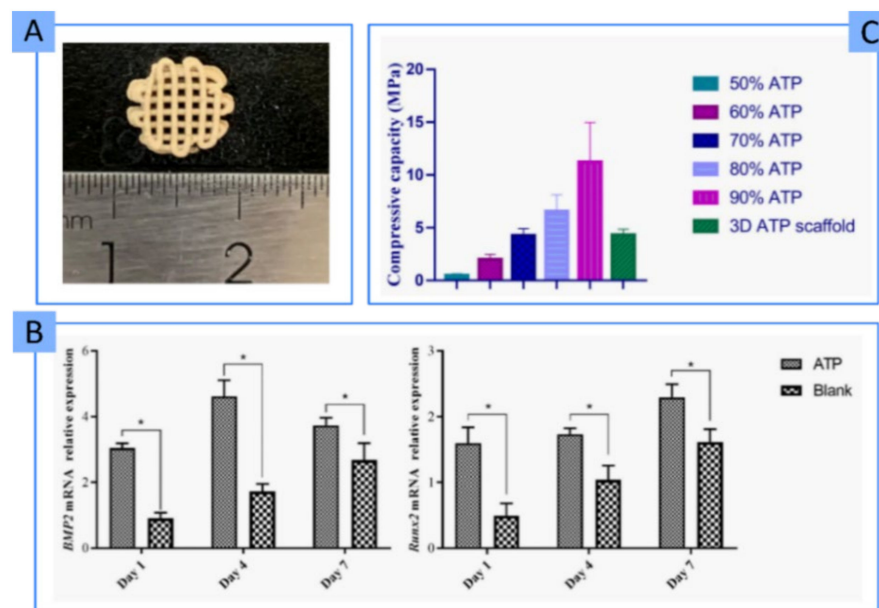 A
mm
1
2
C
Compressive capacity (MPa)
20
15
10
5
0
50% ATP
60% ATP
70% ATP
80% ATP
90% ATP
3D ATP scaffold
B
BMP2 mRNA relative expression
6
4
2
0
*
*
*
Day 1
Day 4
Day 7
Runx2 mRNA relative expression
3
2
1
0
*
*
*
Day 1
Day 4
Day 7
ATP
Blank